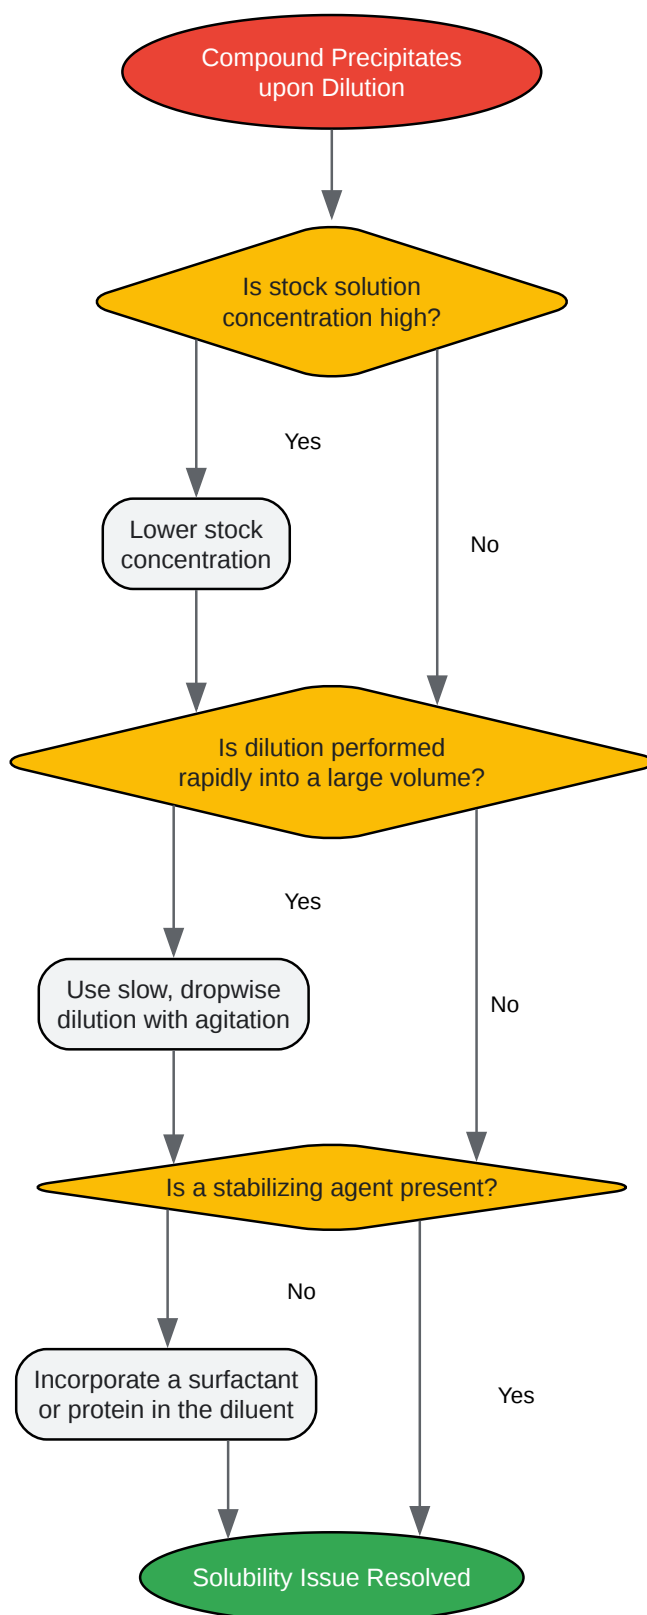 Compound Precipitates
upon Dilution
Is stock solution
concentration high?
Yes
Lower stock
concentration
No
Is dilution performed
rapidly into a large volume?
Yes
Use slow, dropwise
dilution with agitation
No
Is a stabilizing agent present?
No
Incorporate a surfactant
or protein in the diluent
Yes
Solubility Issue Resolved